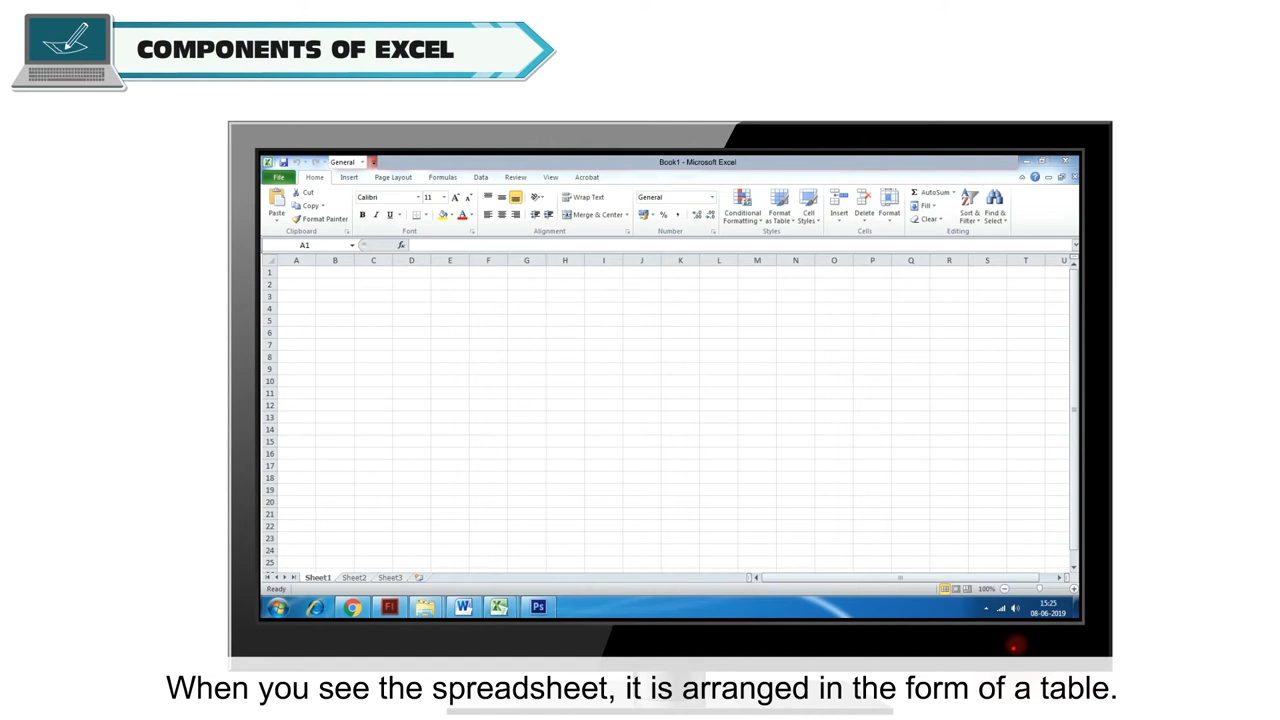 COMPONENTS OF EXCEL
General
Book1 - Microsoft Excel
File Home Insert Page Layout Formulas Data Review View Acrobat
Paste
Cut
Copy
Format Painter
Clipboard
Calibri 11
B I U A
Font
Wrap Text
Merge & Center
Alignment
General
% ,
Number
Conditional Formatting
Format as Table
Cell Styles
Styles
Insert Delete Format
Cells
Σ AutoSum
Fill
Clear
Sort & Filter
Find & Select
Editing
A1 fx
A B C D E F G H I J K L M N O P Q R S T U
1
2
3
4
5
6
7
8
9
10
11
12
13
14
15
16
17
18
19
20
21
22
23
24
25
Sheet1 Sheet2 Sheet3
Ready 100%
Fl W Ps
15:25
08-06-2019
When you see the spreadsheet, it is arranged in the form of a table.